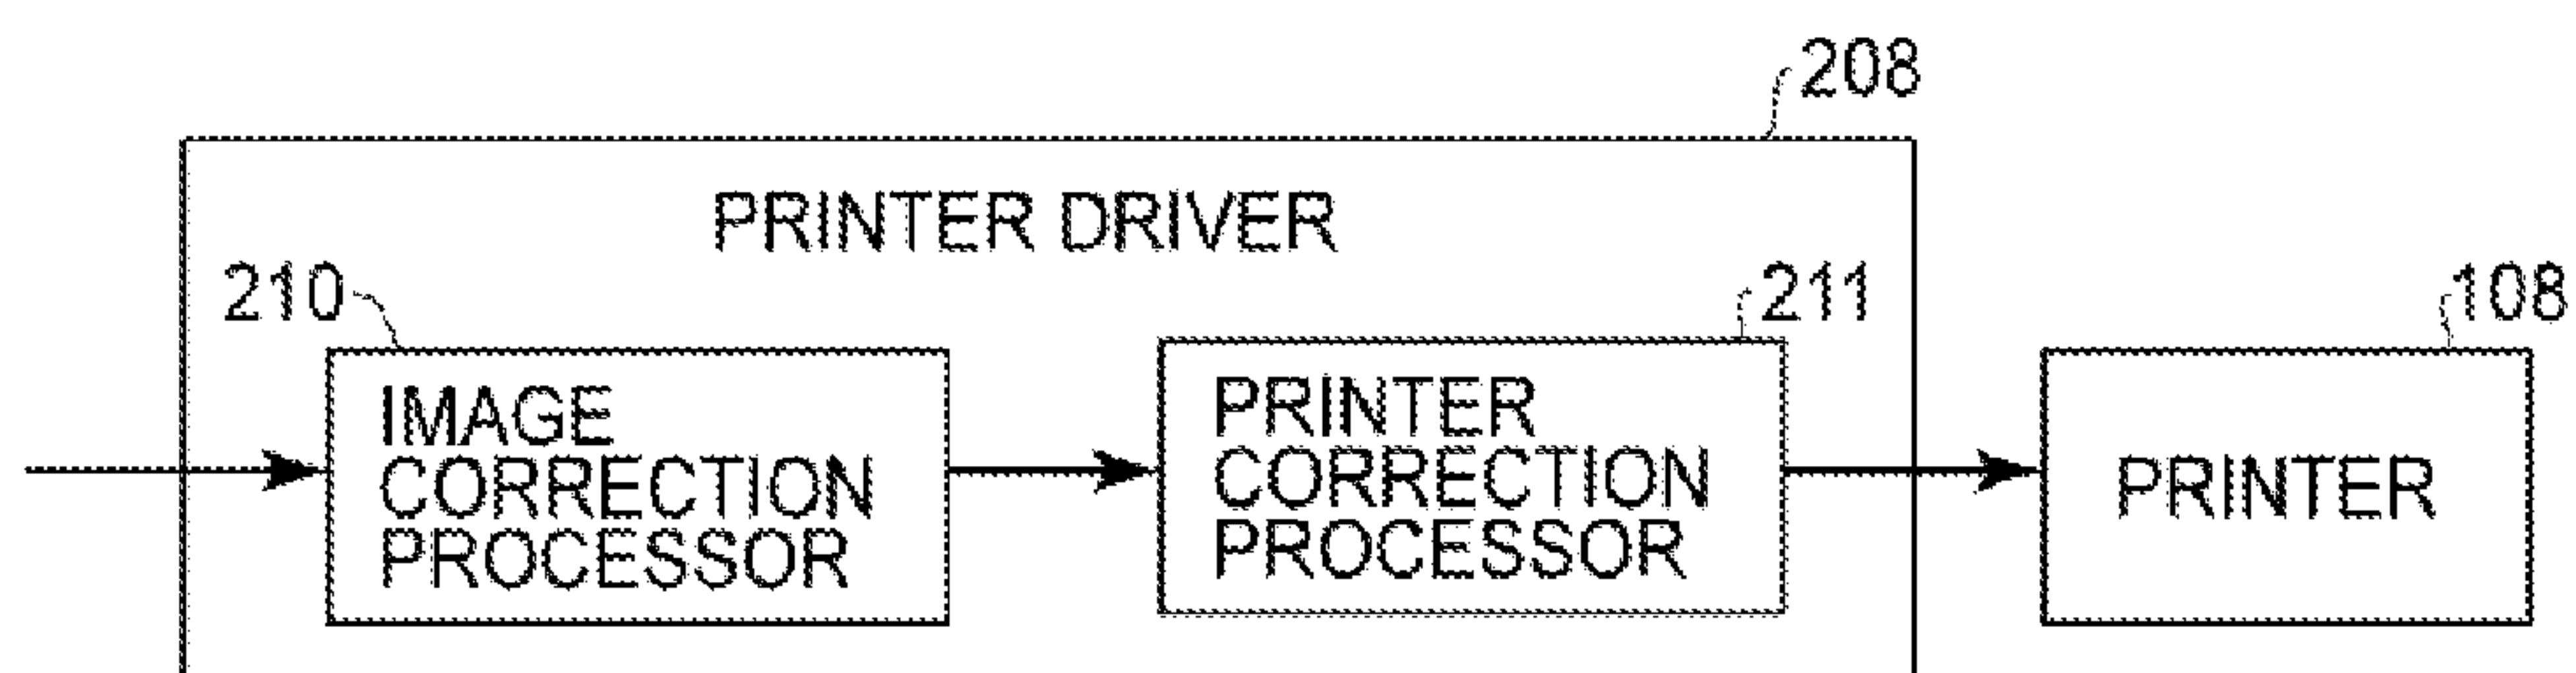 208
PRINTER DRIVER
210
211
108
IMAGE
CORRECTION
PROCESSOR
PRINTER
CORRECTION
PROCESSOR
PRINTER